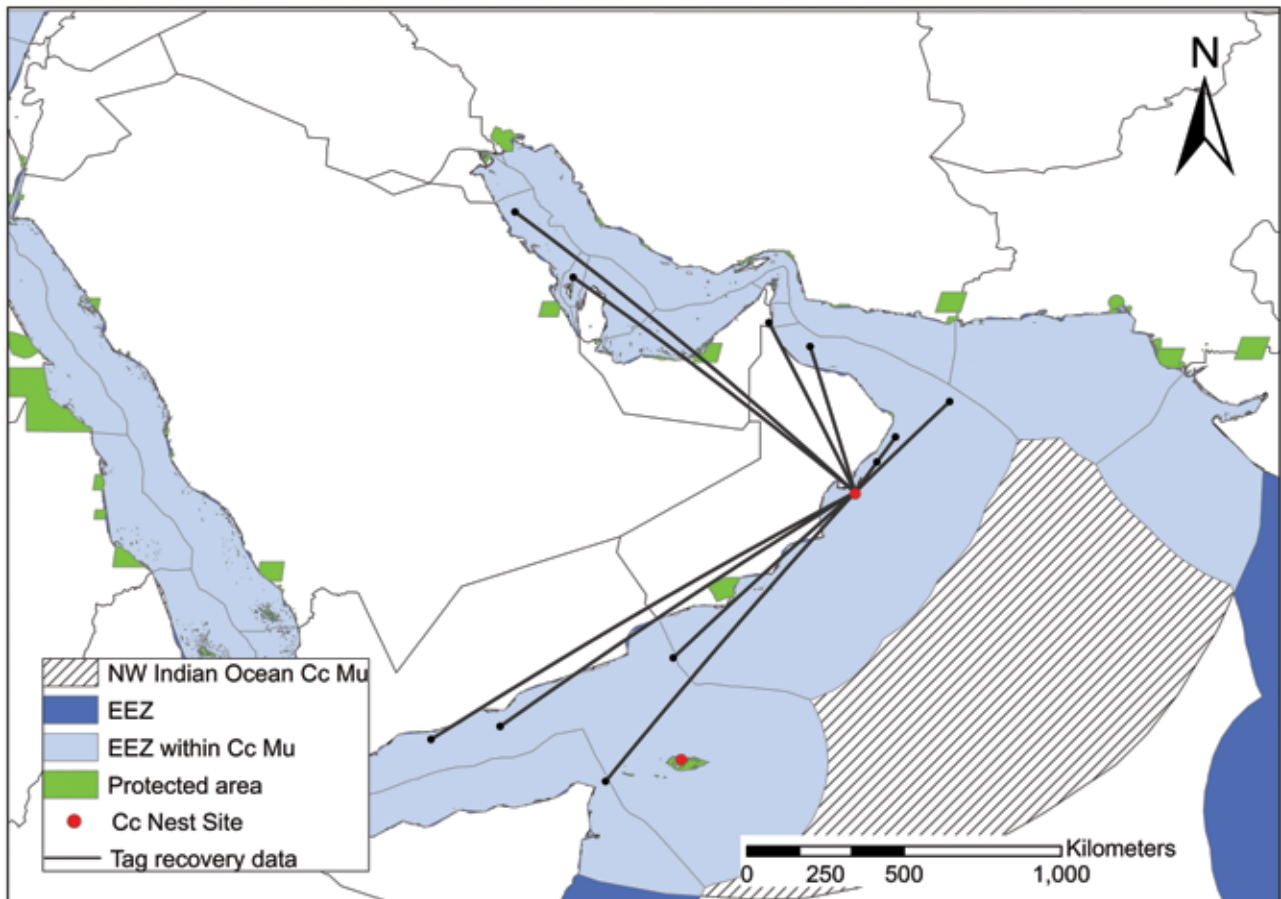 N
NW Indian Ocean Cc Mu
EEZ
EEZ within Cc Mu
Protected area
Cc Nest Site
Tag recovery data
Kilometers
0 250 500 1,000